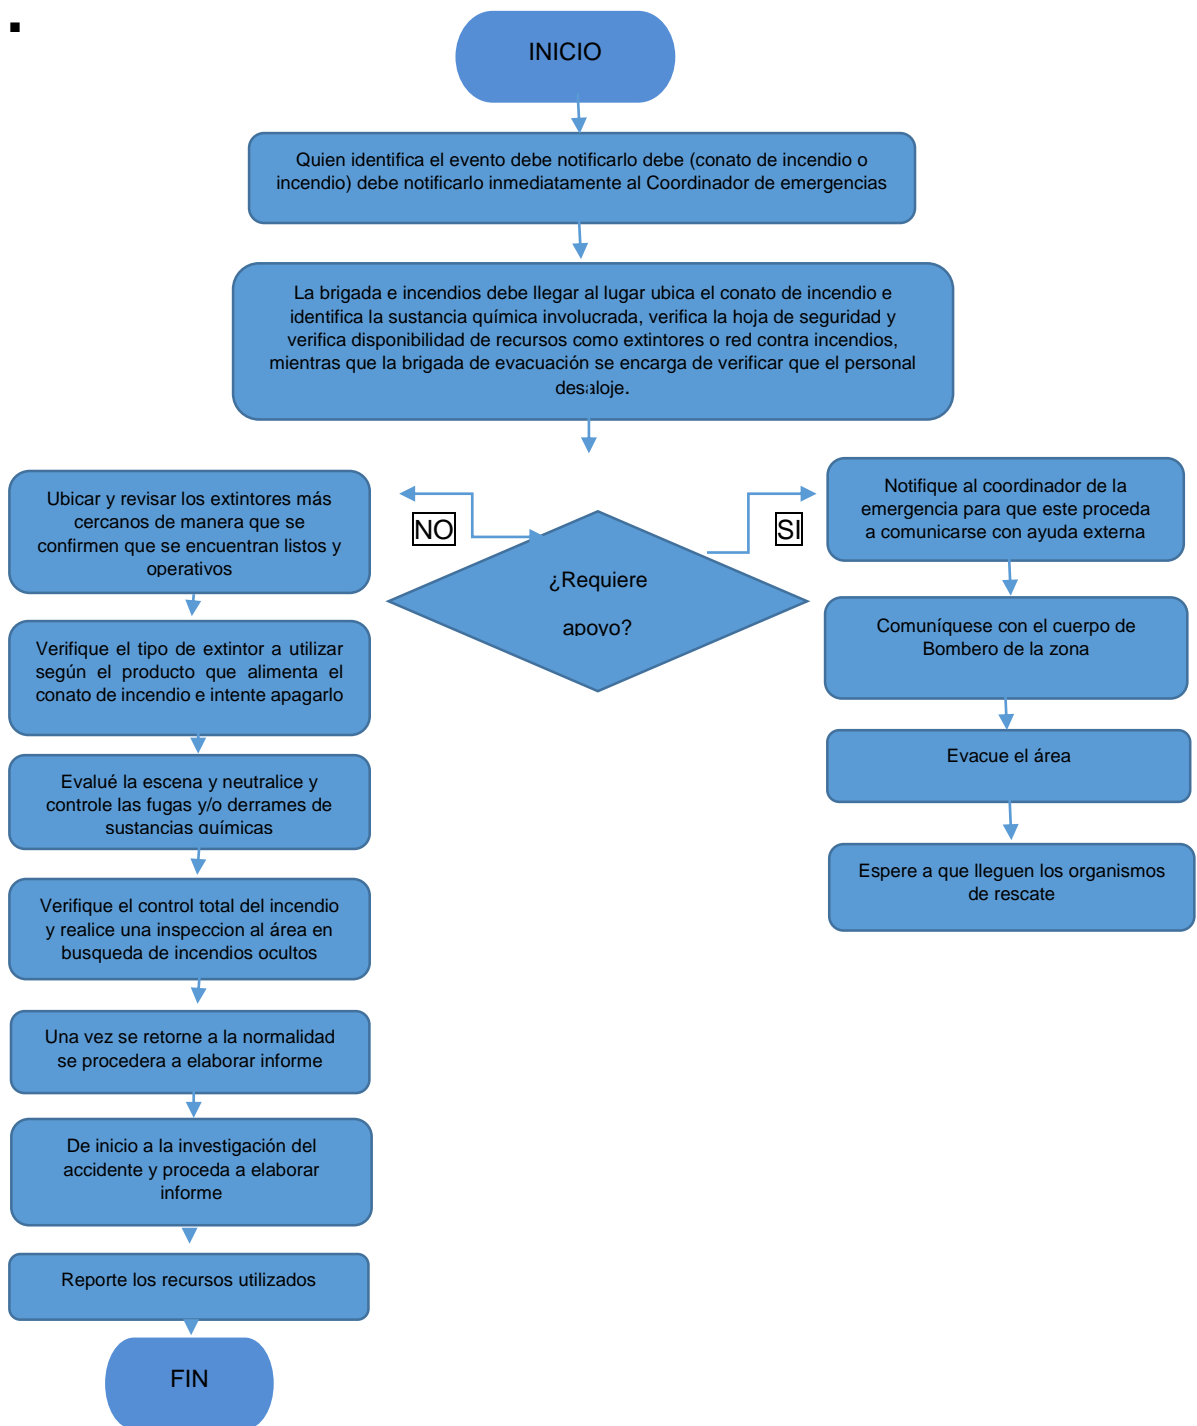 INICIO
Quien identifica el evento debe notificarlo debe (conato de incendio o
incendio) debe notificarlo inmediatamente al Coordinador de emergencias
La brigada e incendios debe llegar al lugar ubica el conato de incendio e
identifica la sustancia química involucrada, verifica la hoja de seguridad y
verifica disponibilidad de recursos como extintores o red contra incendios,
mientras que la brigada de evacuación se encarga de verificar que el personal
desaloje.
¿Requiere
apoyo?
NO
Ubicar y revisar los extintores más
cercanos de manera que se
confirmen que se encuentran listos y
operativos
Verifique el tipo de extintor a utilizar
según el producto que alimenta el
conato de incendio e intente apagarlo
Evalué la escena y neutralice y
controle las fugas y/o derrames de
sustancias químicas
Verifique el control total del incendio
y realice una inspeccion al área en
busqueda de incendios ocultos
Una vez se retorne a la normalidad
se procedera a elaborar informe
De inicio a la investigación del
accidente y proceda a elaborar
informe
Reporte los recursos utilizados
FIN
SI
Notifique al coordinador de la
emergencia para que este proceda
a comunicarse con ayuda externa
Comuníquese con el cuerpo de
Bombero de la zona
Evacue el área
Espere a que lleguen los organismos
de rescate